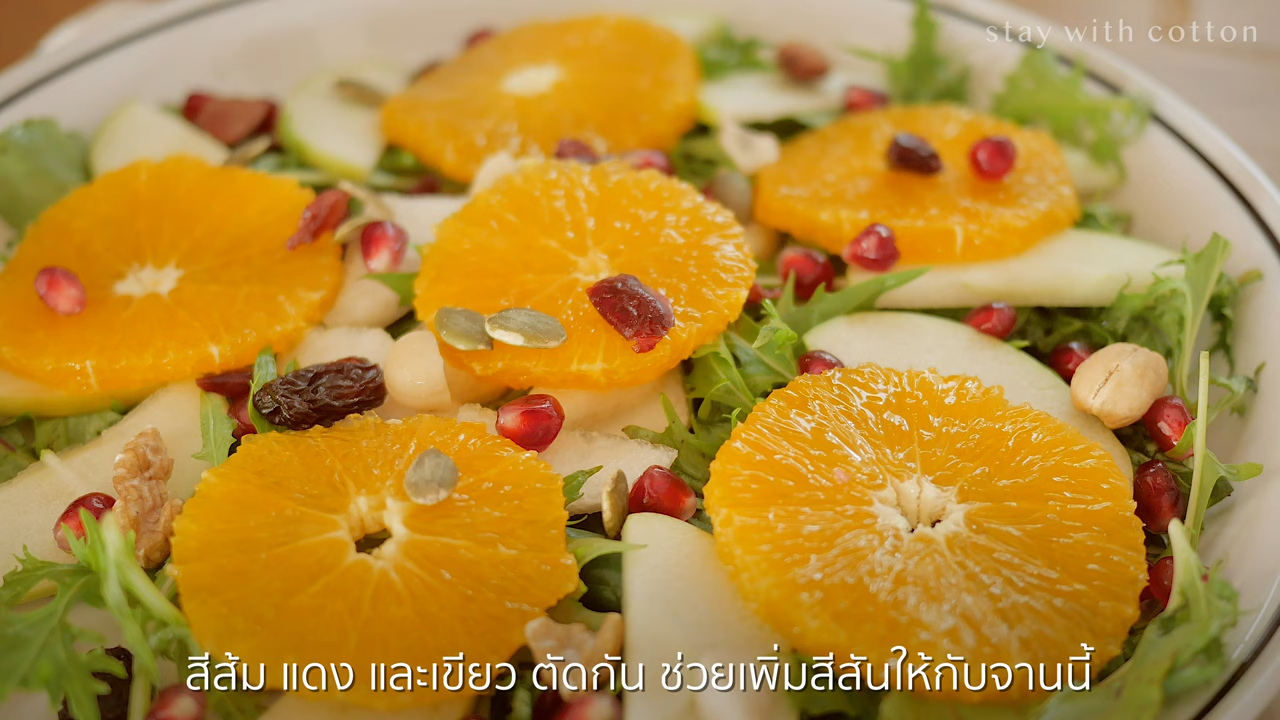 stay with cotton
สีส้ม แดง และเขียว ตัดกัน ช่วยเพิ่มสีสันให้กับจานนี้